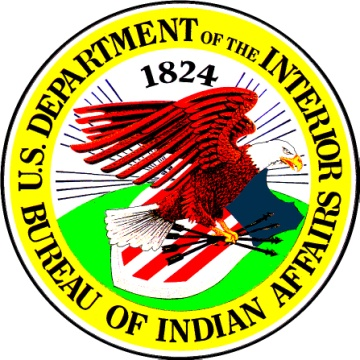 U.S. DEPARTMENT OF THE INTERIOR
1824
BUREAU OF INDIAN AFFAIRS